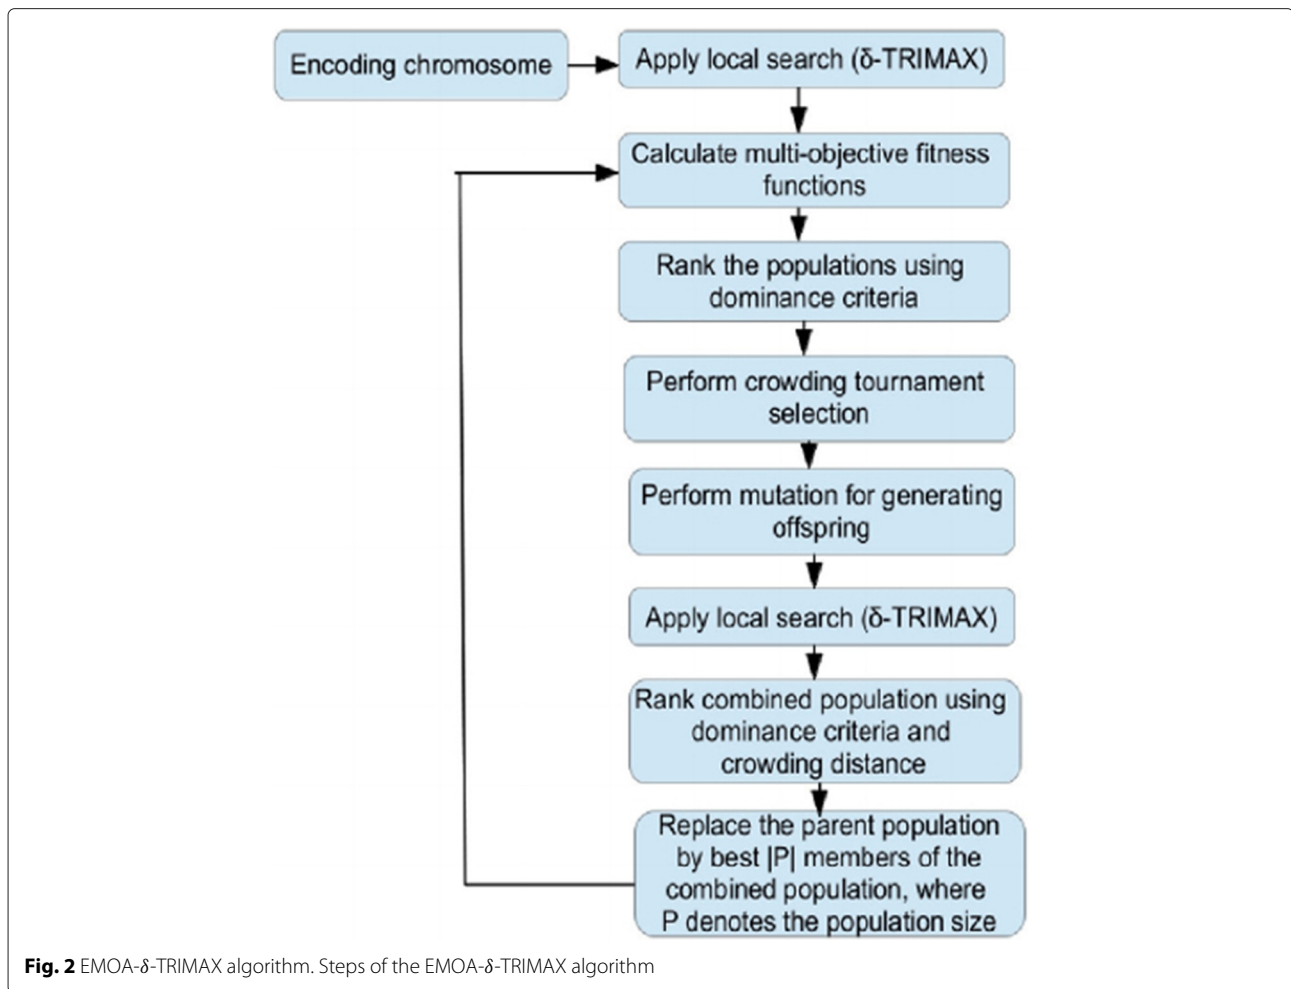 Encoding chromosome
Apply local search (δ-TRIMAX)
Calculate multi-objective fitness
functions
Rank the populations using
dominance criteria
Perform crowding tournament
selection
Perform mutation for generating
offspring
Apply local search (δ-TRIMAX)
Rank combined population using
dominance criteria and
crowding distance
Replace the parent population
by best |P| members of the
combined population, where
P denotes the population size
Fig. 2 EMOA-δ-TRIMAX algorithm. Steps of the EMOA-δ-TRIMAX algorithm